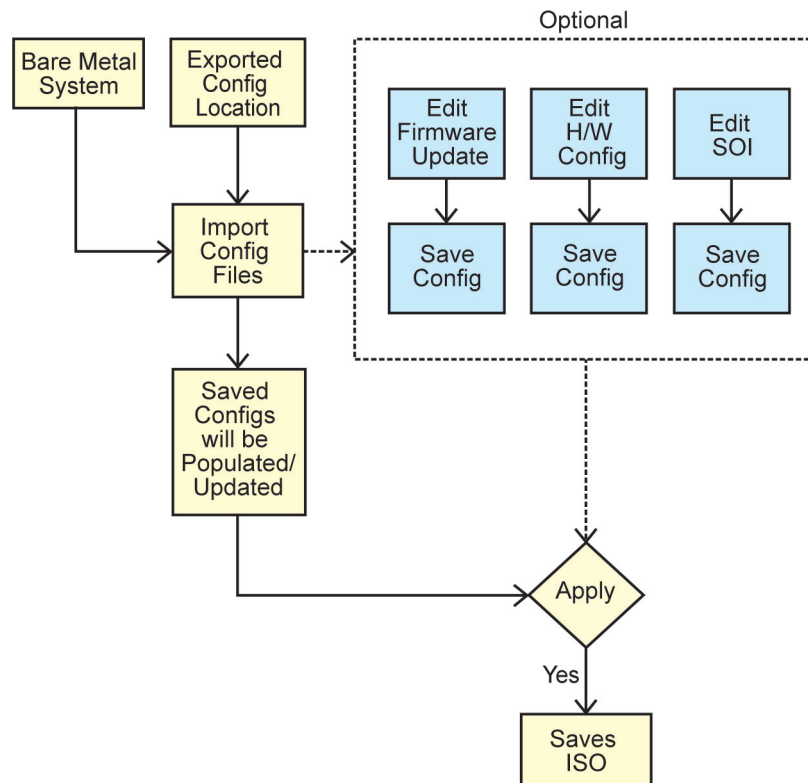 Optional
Bare Metal
System
Exported
Config
Location
Edit
Firmware
Update
Edit
H/W
Config
Edit
SOI
Import
Config
Files
Save
Config
Save
Config
Save
Config
Saved
Configs
will be
Populated/
Updated
Apply
Yes
Saves
ISO